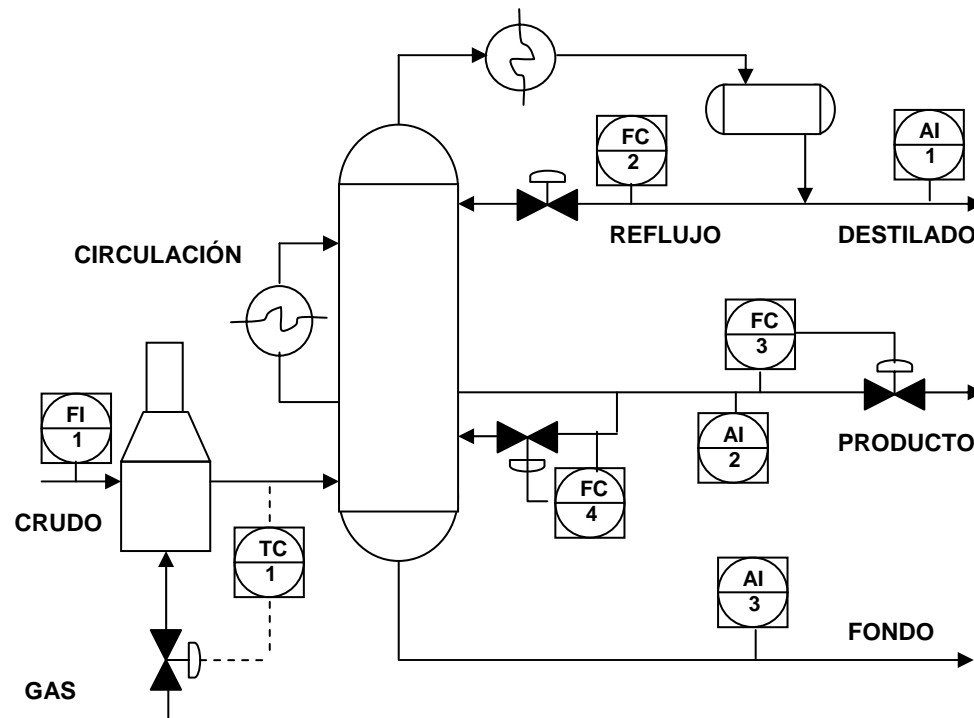 AI
1
FC
2
REFLUJO
DESTILADO
CIRCULACIÓN
FC
3
FI
1
AI
2
PRODUCTO
CRUDO
FC
4
TC
1
AI
3
FONDO
GAS